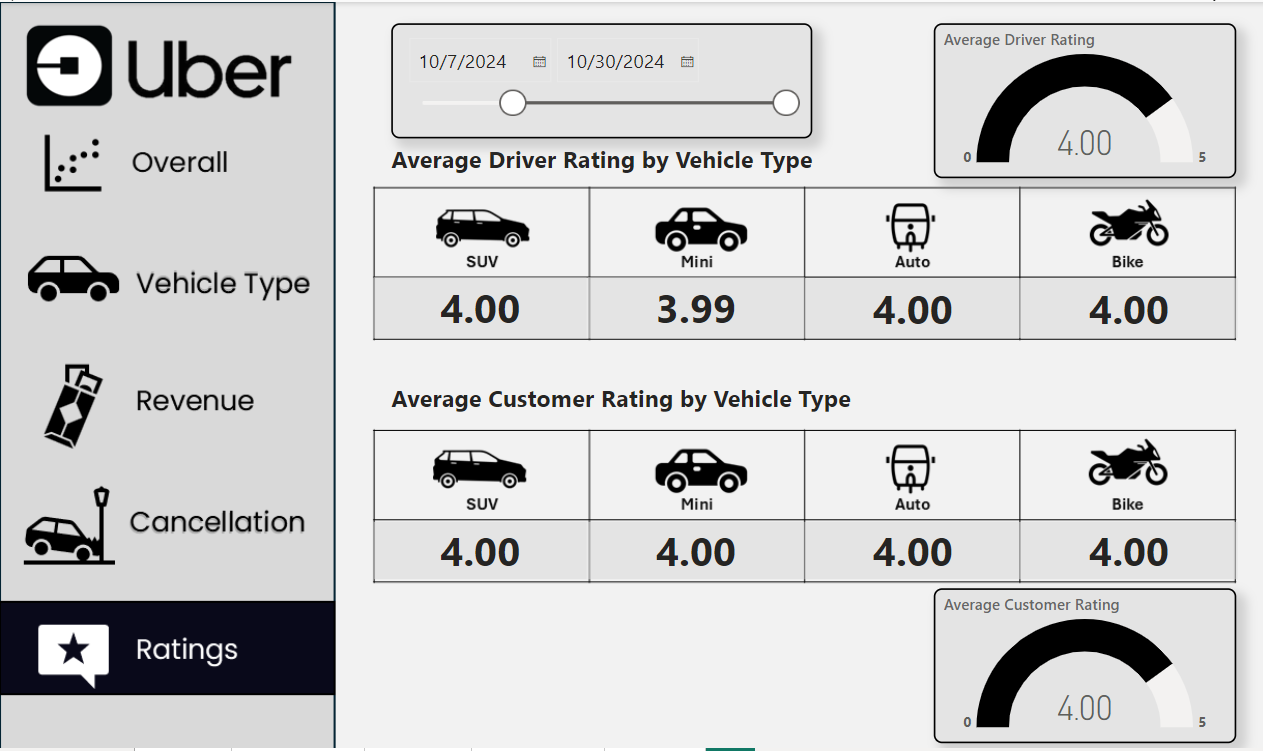 Uber
Overall
Vehicle Type
Revenue
Cancellation
Ratings
10/7/2024 10/30/2024
Average Driver Rating
4.00
0 5
Average Driver Rating by Vehicle Type
SUV Mini Auto Bike
4.00 3.99 4.00 4.00
Average Customer Rating by Vehicle Type
SUV Mini Auto Bike
4.00 4.00 4.00 4.00
Average Customer Rating
4.00
0 5